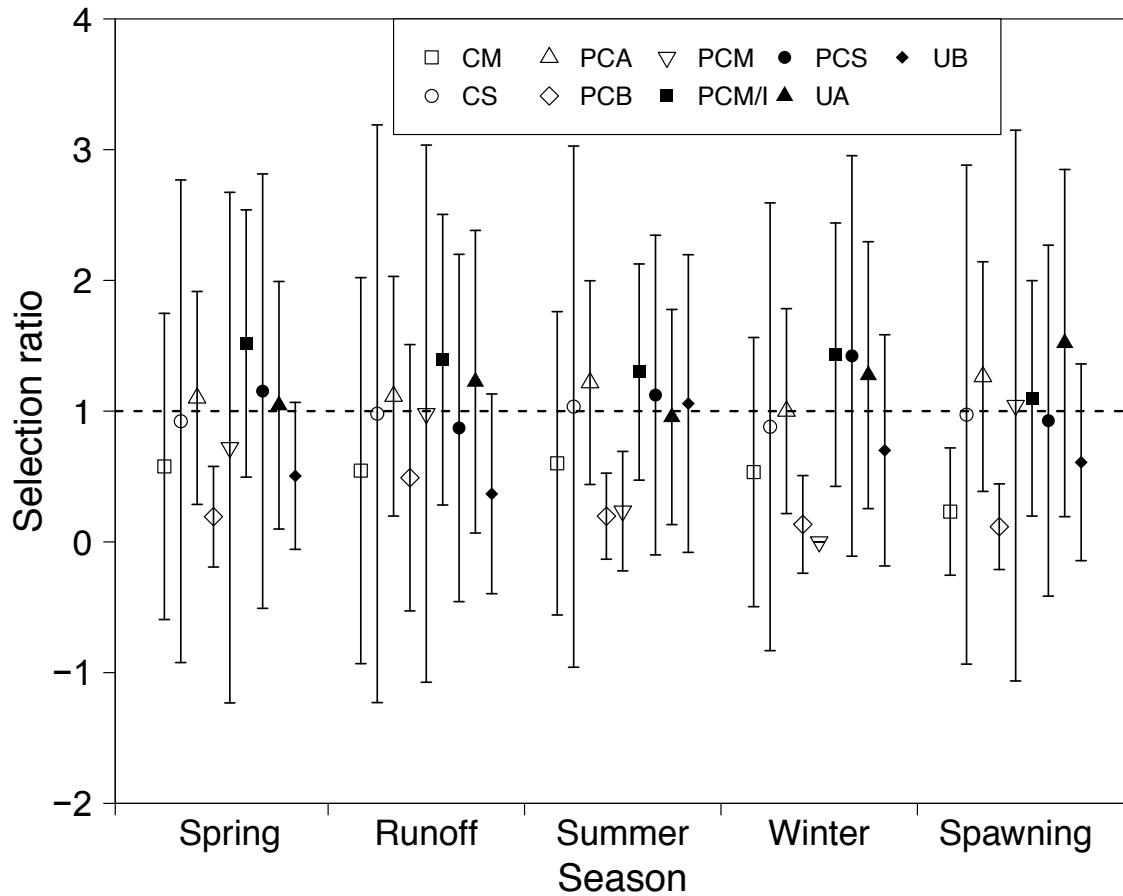 4
CM PCA PCM PCS UB
CS PCB PCM/I UA
3
2
1
0
−1
−2
Selection ratio
Spring Runoff Summer Winter Spawning
Season